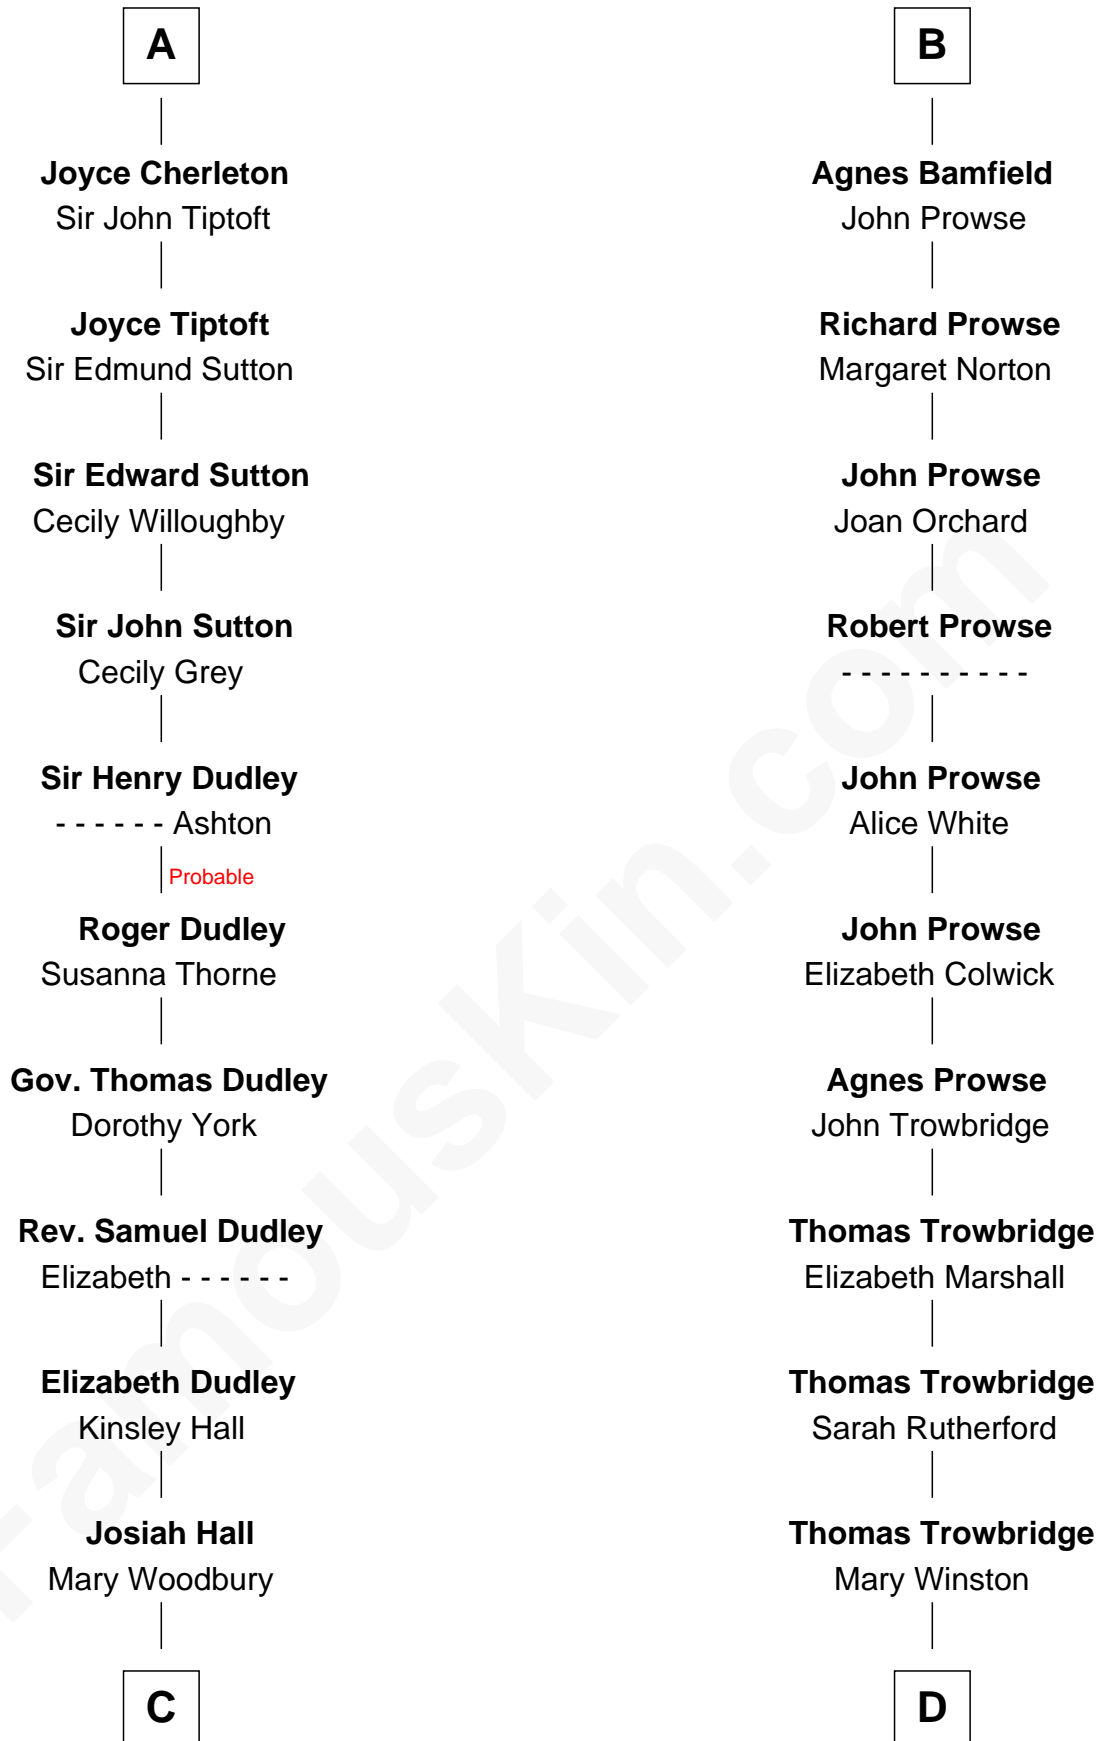 A
Joyce Cherleton
Sir John Tiptoft
Joyce Tiptoft
Sir Edmund Sutton
Sir Edward Sutton
Cecily Willoughby
Sir John Sutton
Cecily Grey
Sir Henry Dudley
- - - - - - Ashton
Probable
Roger Dudley
Susanna Thorne
Gov. Thomas Dudley
Dorothy York
Rev. Samuel Dudley
Elizabeth - - - - - -
Elizabeth Dudley
Kinsley Hall
Josiah Hall
Mary Woodbury
C
B
Agnes Bamfield
John Prowse
Richard Prowse
Margaret Norton
John Prowse
Joan Orchard
Robert Prowse
- - - - - - - - - -
John Prowse
Alice White
John Prowse
Elizabeth Colwick
Agnes Prowse
John Trowbridge
Thomas Trowbridge
Elizabeth Marshall
Thomas Trowbridge
Sarah Rutherford
Thomas Trowbridge
Mary Winston
D
FamousKin.com